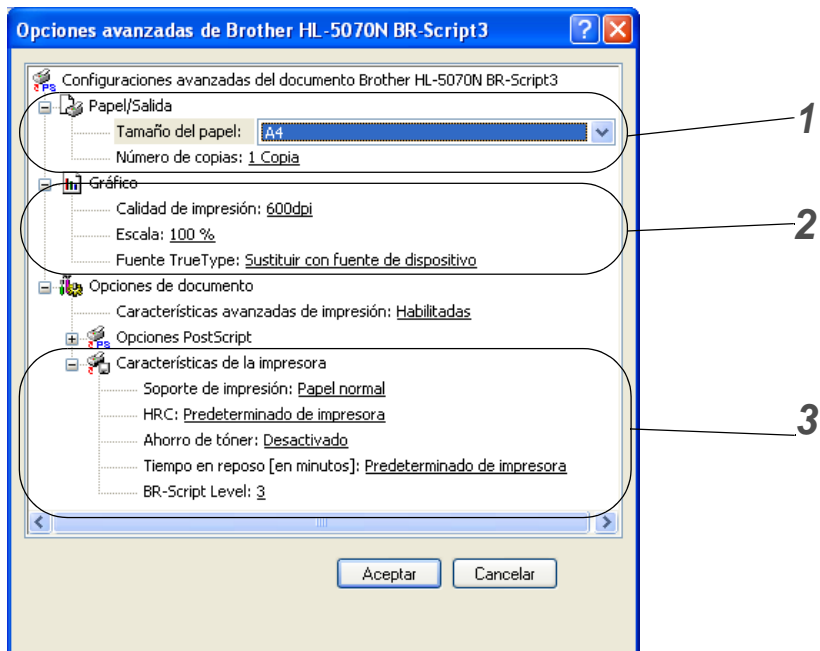 Opciones avanzadas de Brother HL-5070N BR-Script3
Configuraciones avanzadas del documento Brother HL-5070N BR-Script3
Papel/Salida
Tamaño del papel: A4
Número de copias: 1 Copia
1
Gráfico
Calidad de impresión: 600dpi
Escala: 100 %
Fuente TrueType: Sustituir con fuente de dispositivo
2
Opciones de documento
Características avanzadas de impresión: Habilitadas
Opciones PostScript
Características de la impresora
Soporte de impresión: Papel normal
HRC: Predeterminado de impresora
Ahorro de tóner: Desactivado
Tiempo en reposo [en minutos]: Predeterminado de impresora
BR-Script Level: 3
3
Aceptar
Cancelar